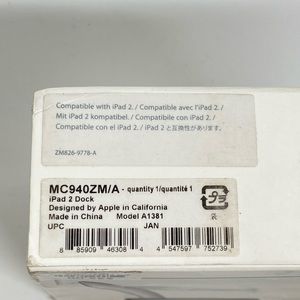 Compatible with iPad 2. / Compatible avec l'iPad 2. /
Mit iPad 2 kompatibel. / Compatibile con iPad 2. /
Compatible con el iPad 2. / iPad 2 と互換性があります.
ZM626-9778-A
MC940ZM/A - quantity 1/quantité 1
iPad 2 Dock
Designed by Apple in California
Made in China Model A1381
UPC JAN
プラ
8 85909 46308 4 547597 752739